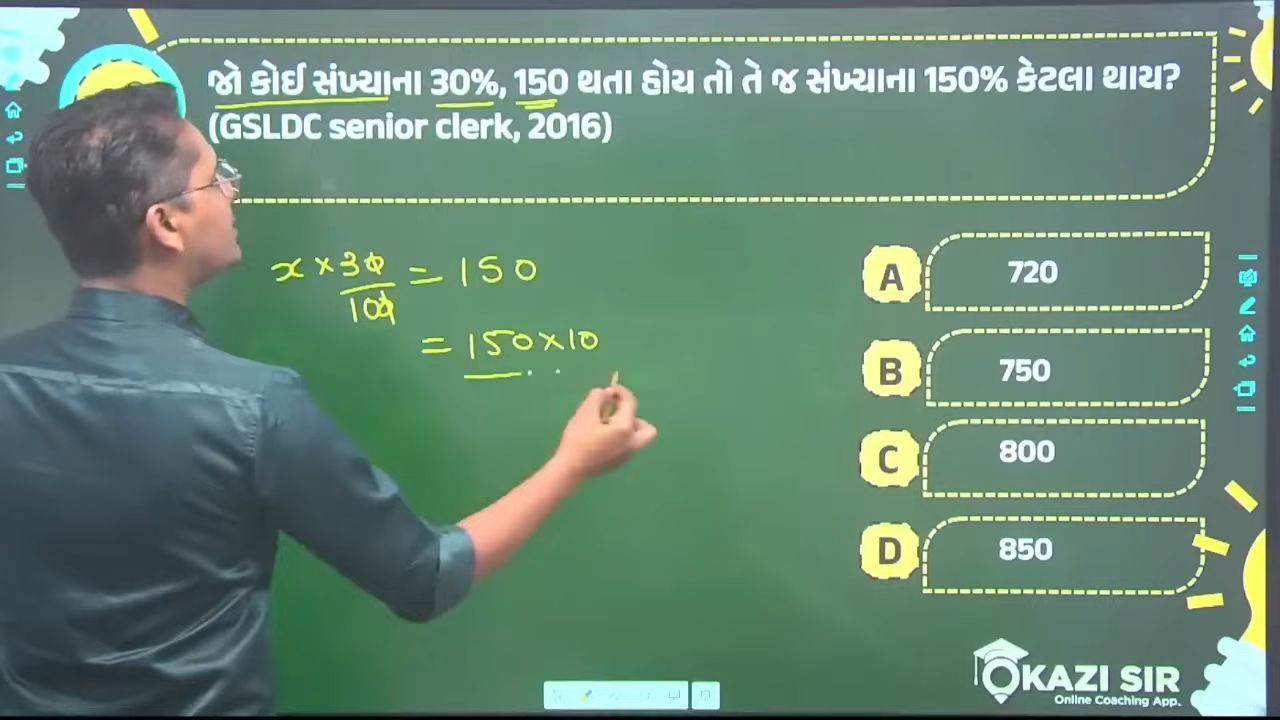 જો કોઈ સંખ્યાના 30%, 150 થતા હોય તો તે જ સંખ્યાના 150% કેટલા થાય?
(GSLDC senior clerk, 2016)
x × 30/100 = 150
= 150 × 10
A 720
B 750
C 800
D 850
KAZI SIR
Online Coaching App.